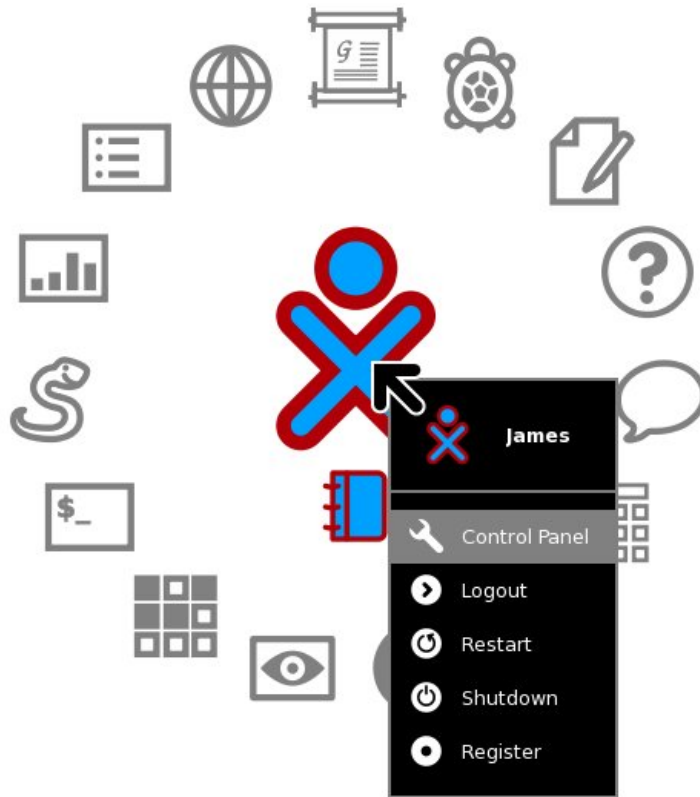 G
?
James
$_
Control Panel
Logout
Restart
Shutdown
Register